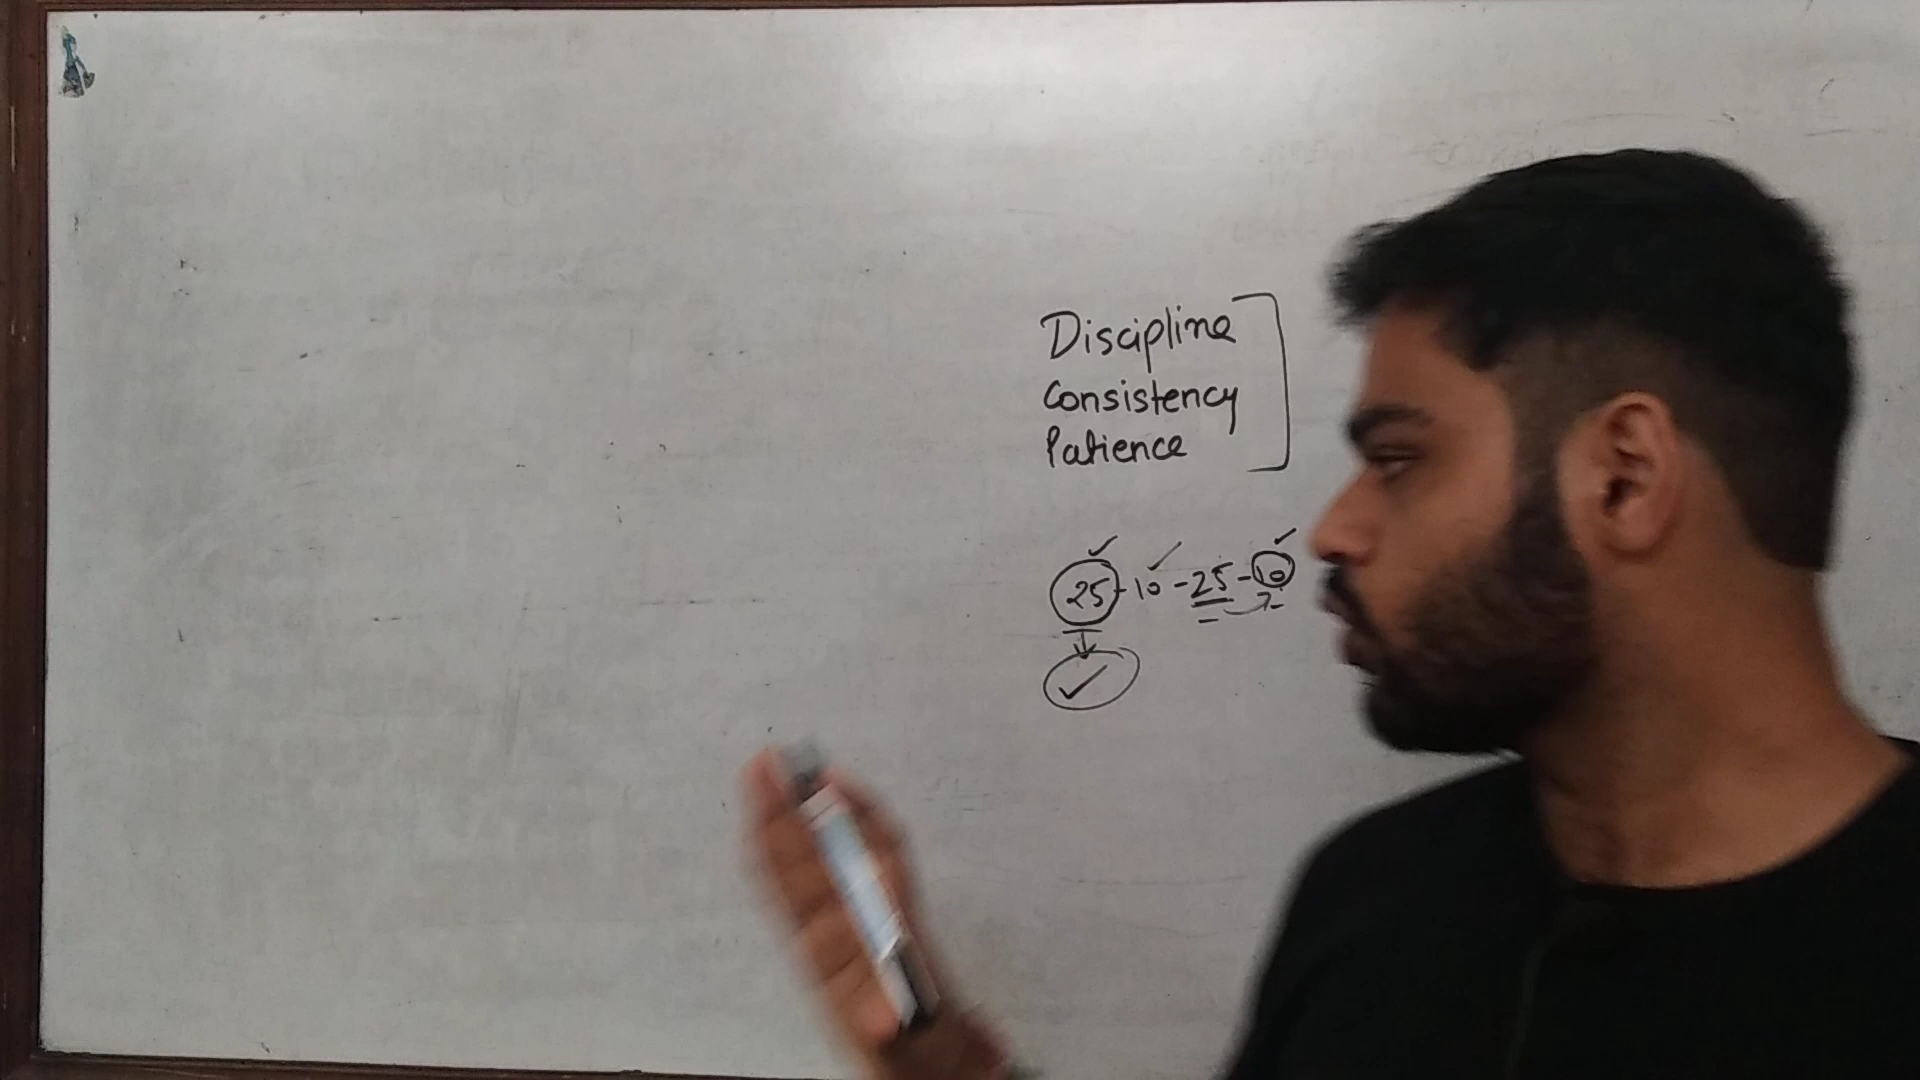 Discipline
Consistency
Patience
25 - 10 - 25 - 10